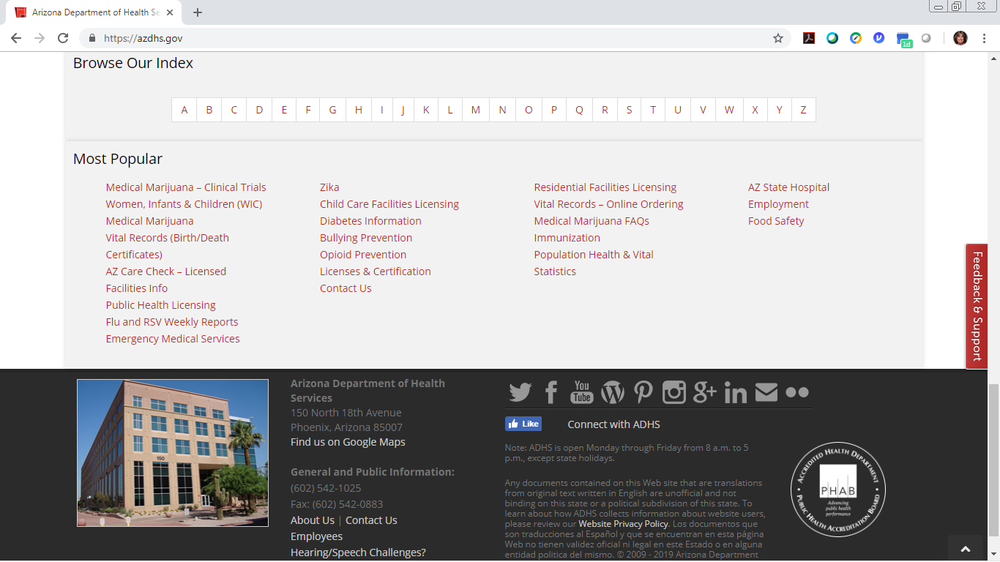 Arizona Department of Health Se
https://azdhs.gov
1d
Browse Our Index
A B C D E F G H I J K L M N O P Q R S T U V W X Y Z
Most Popular
Medical Marijuana – Clinical Trials
Women, Infants & Children (WIC)
Medical Marijuana
Vital Records (Birth/Death
Certificates)
AZ Care Check – Licensed
Facilities Info
Public Health Licensing
Flu and RSV Weekly Reports
Emergency Medical Services
Zika
Child Care Facilities Licensing
Diabetes Information
Bullying Prevention
Opioid Prevention
Licenses & Certification
Contact Us
Residential Facilities Licensing
Vital Records – Online Ordering
Medical Marijuana FAQs
Immunization
Population Health & Vital
Statistics
AZ State Hospital
Employment
Food Safety
Feedback & Support
150
Arizona Department of Health
Services
150 North 18th Avenue
Phoenix, Arizona 85007
Find us on Google Maps
General and Public Information:
(602) 542-1025
Fax: (602) 542-0883
About Us | Contact Us
Employees
Hearing/Speech Challenges?
You
Tube
Like
Connect with ADHS
Note: ADHS is open Monday through Friday from 8 a.m. to 5
p.m., except state holidays.
Any documents contained on this Web site that are translations
from original text written in English are unofficial and not
binding on this state or a political subdivision of this state. To
learn about how ADHS collects information about website users,
please review our Website Privacy Policy. Los documentos que
son traducciones al Español y que se encuentran en esta página
Web no tienen validez oficial ni legal en este Estado o en alguna
entidad politica del mismo. © 2009 - 2019 Arizona Department
ACCREDITED HEALTH DEPARTMENT
PHAB
Advancing
public health
performance
PUBLIC HEALTH ACCREDITATION BOARD